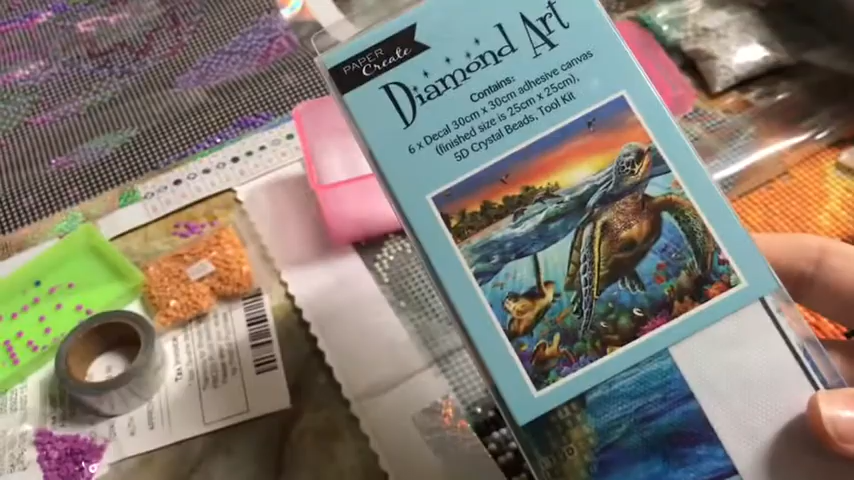 PAPER
Create
Diamond Art
Contains:
6 x Decal 30cm x 30cm adhesive canvas
(finished size is 25cm x 25cm),
5D Crystal Beads, Tool Kit